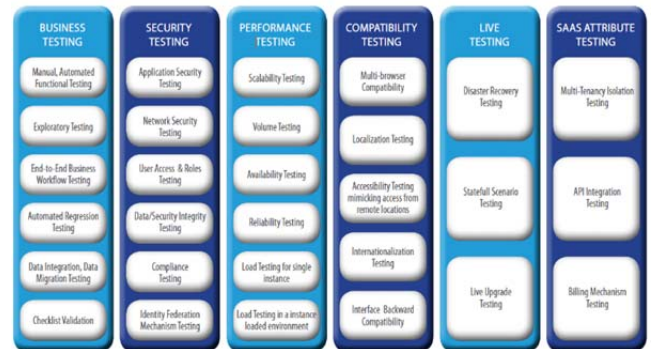 BUSINESS
TESTING
Manual, Automated
Functional Testing
Exploratory Testing
End-to-End Business
Workflow Testing
Automated Regression
Testing
Data Integration, Data
Migration Testing
Checklist Validation
SECURITY
TESTING
Application Security
Testing
Network Security
Testing
User Access & Roles
Testing
Data/Security Integrity
Testing
Compliance
Testing
Identity Federation
Mechanism Testing
PERFORMANCE
TESTING
Scalability Testing
Volume Testing
Availability Testing
Reliability Testing
Load Testing for single
instance
Load Testing in a instance
loaded environment
COMPATIBILITY
TESTING
Multi-browser
Compatibility
Localization Testing
Accessibility Testing
mimicking access from
remote locations
Internationalization
Testing
Interface Backward
Compatibility
LIVE
TESTING
Disaster Recovery
Testing
Statefull Scenario
Testing
Live Upgrade
Testing
SAAS ATTRIBUTE
TESTING
Multi-Tenancy Isolation
Testing
API Integration
Testing
Billing Mechanism
Testing